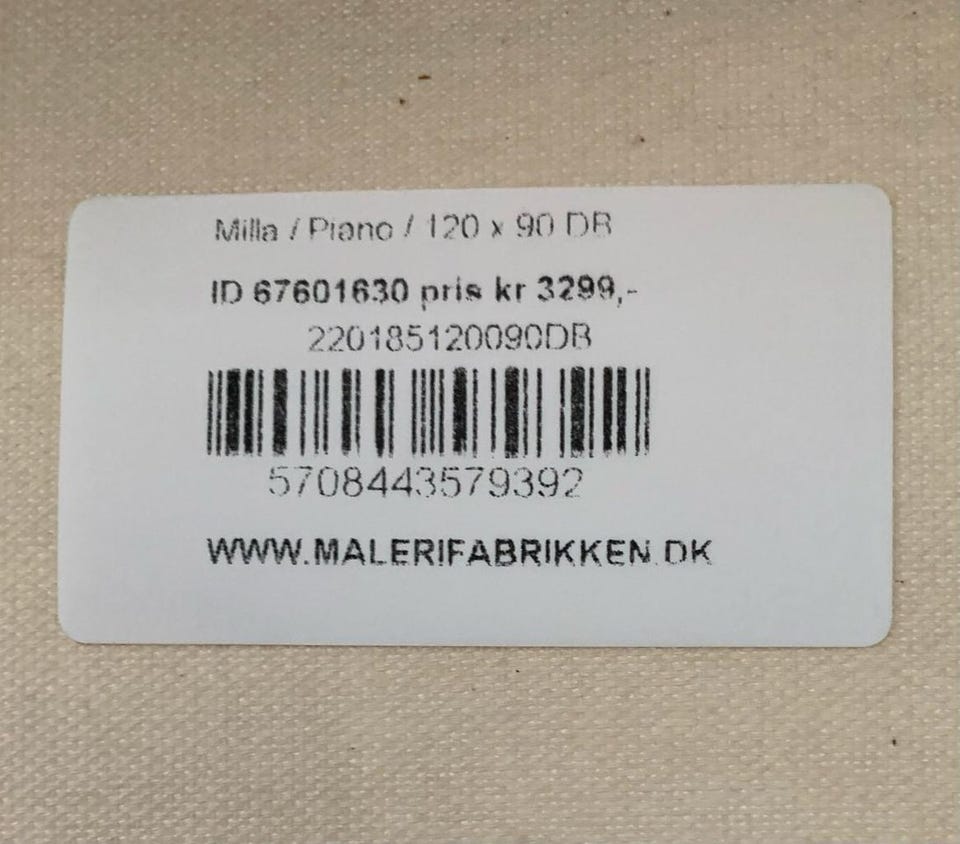 Milla / Piano / 120 x 90 DB
ID 67601630 pris kr 3299,-
220185120090DB
5708443579392
WWW.MALERIFABRIKKEN.DK